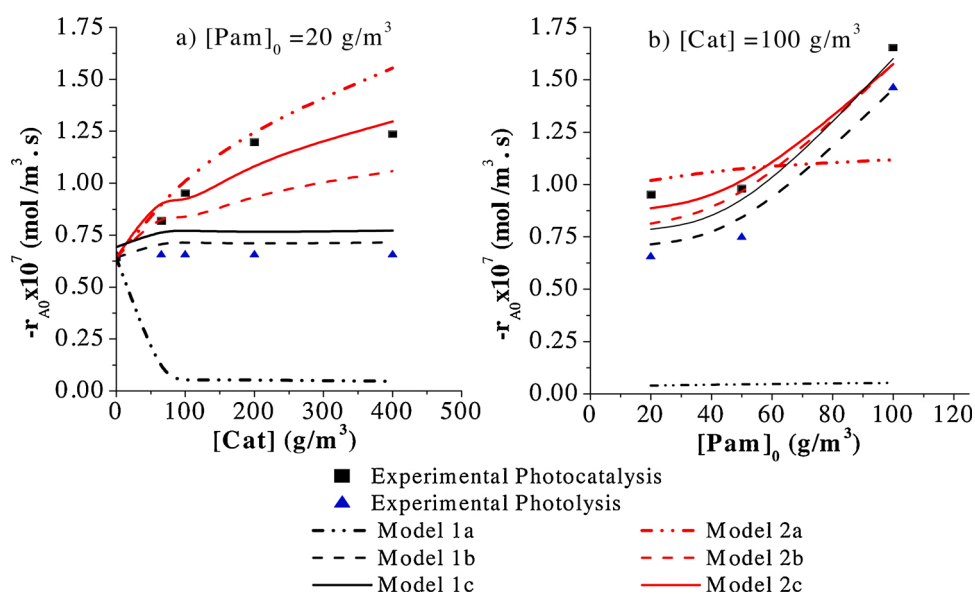 a) [Pam]0 =20 g/m3
b) [Cat] =100 g/m3
-rA0x10^7 (mol /m3 . s)
1.75
1.50
1.25
1.00
0.75
0.50
0.25
0.00
0 100 200 300 400 500
[Cat] (g/m3)
-rA0x10^7 (mol /m3 . s)
1.75
1.50
1.25
1.00
0.75
0.50
0.25
0.00
0 20 40 60 80 100 120
[Pam]0 (g/m3)
Experimental Photocatalysis
Experimental Photolysis
Model 1a Model 2a
Model 1b Model 2b
Model 1c Model 2c